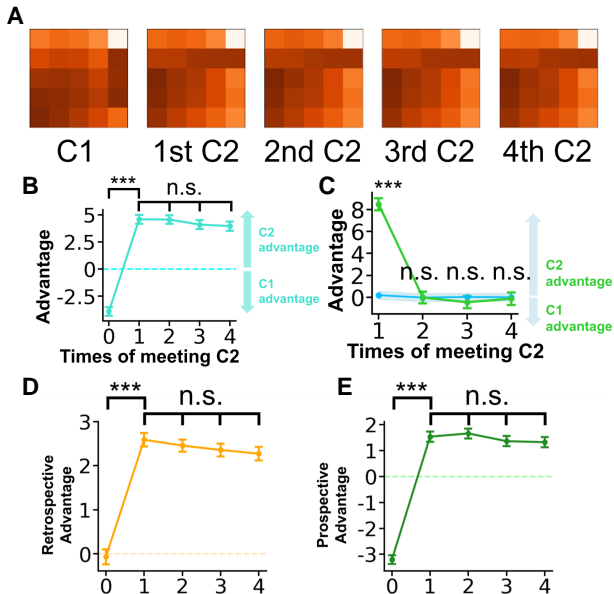 A
C1
1st C2
2nd C2
3rd C2
4th C2
B
***
n.s.
5
2.5
0
-2.5
Advantage
C2
advantage
C1
advantage
0
1
2
3
4
Times of meeting C2
C
***
n.s.
n.s.
n.s.
8
6
4
2
0
Advantage
C2
advantage
C1
advantage
1
2
3
4
Times of meeting C2
D
***
n.s.
3
2
1
0
Retrospective
Advantage
0
1
2
3
4
E
***
n.s.
2
1
0
-1
-2
-3
Prospective
Advantage
0
1
2
3
4